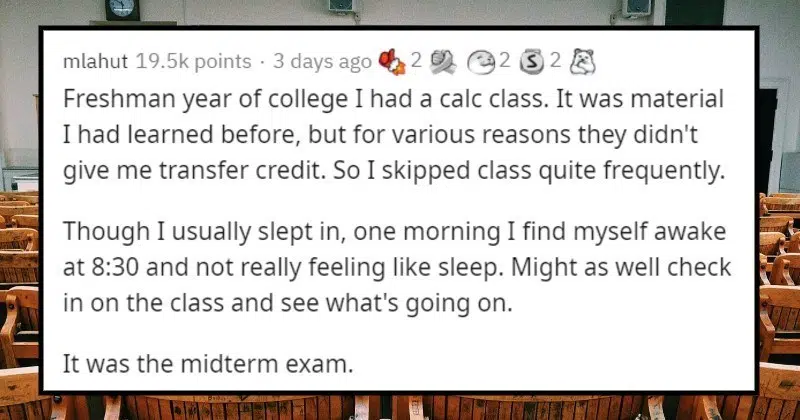 mlahut 19.5k points · 3 days ago 2 2 S 2
Freshman year of college I had a calc class. It was material
I had learned before, but for various reasons they didn't
give me transfer credit. So I skipped class quite frequently.
Though I usually slept in, one morning I find myself awake
at 8:30 and not really feeling like sleep. Might as well check
in on the class and see what's going on.
It was the midterm exam.